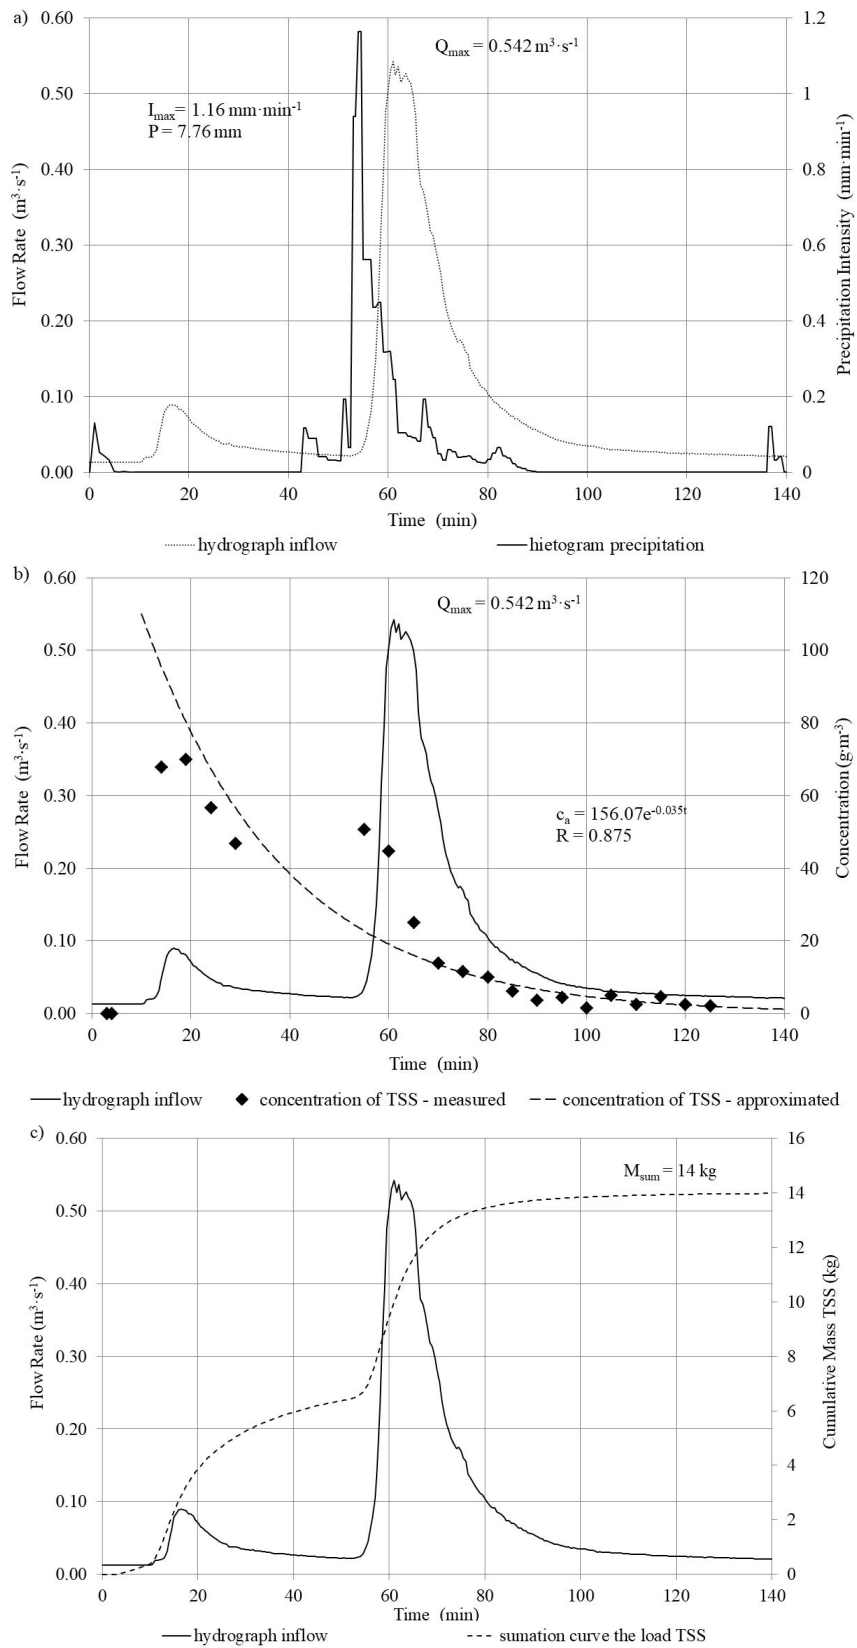 a)
0.60
0.50
0.40
0.30
0.20
0.10
0.00
Flow Rate (m³·s⁻¹)
Qmax = 0.542 m³·s⁻¹
Imax= 1.16 mm·min⁻¹
P = 7.76 mm
1.2
1
0.8
0.6
0.4
0.2
0
Precipitation Intensity (mm·min⁻¹)
0 20 40 60 80 100 120 140
Time (min)
hydrograph inflow hietogram precipitation
b)
0.60
0.50
0.40
0.30
0.20
0.10
0.00
Flow Rate (m³·s⁻¹)
Qmax = 0.542 m³·s⁻¹
ca = 156.07e⁻⁰·⁰³⁵ᵗ
R = 0.875
120
100
80
60
40
20
0
Concentration (g·m⁻³)
0 20 40 60 80 100 120 140
Time (min)
hydrograph inflow concentration of TSS - measured concentration of TSS - approximated
c)
0.60
0.50
0.40
0.30
0.20
0.10
0.00
Flow Rate (m³·s⁻¹)
Msum = 14 kg
16
14
12
10
8
6
4
2
0
Cumulative Mass TSS (kg)
0 20 40 60 80 100 120 140
Time (min)
hydrograph inflow sumation curve the load TSS